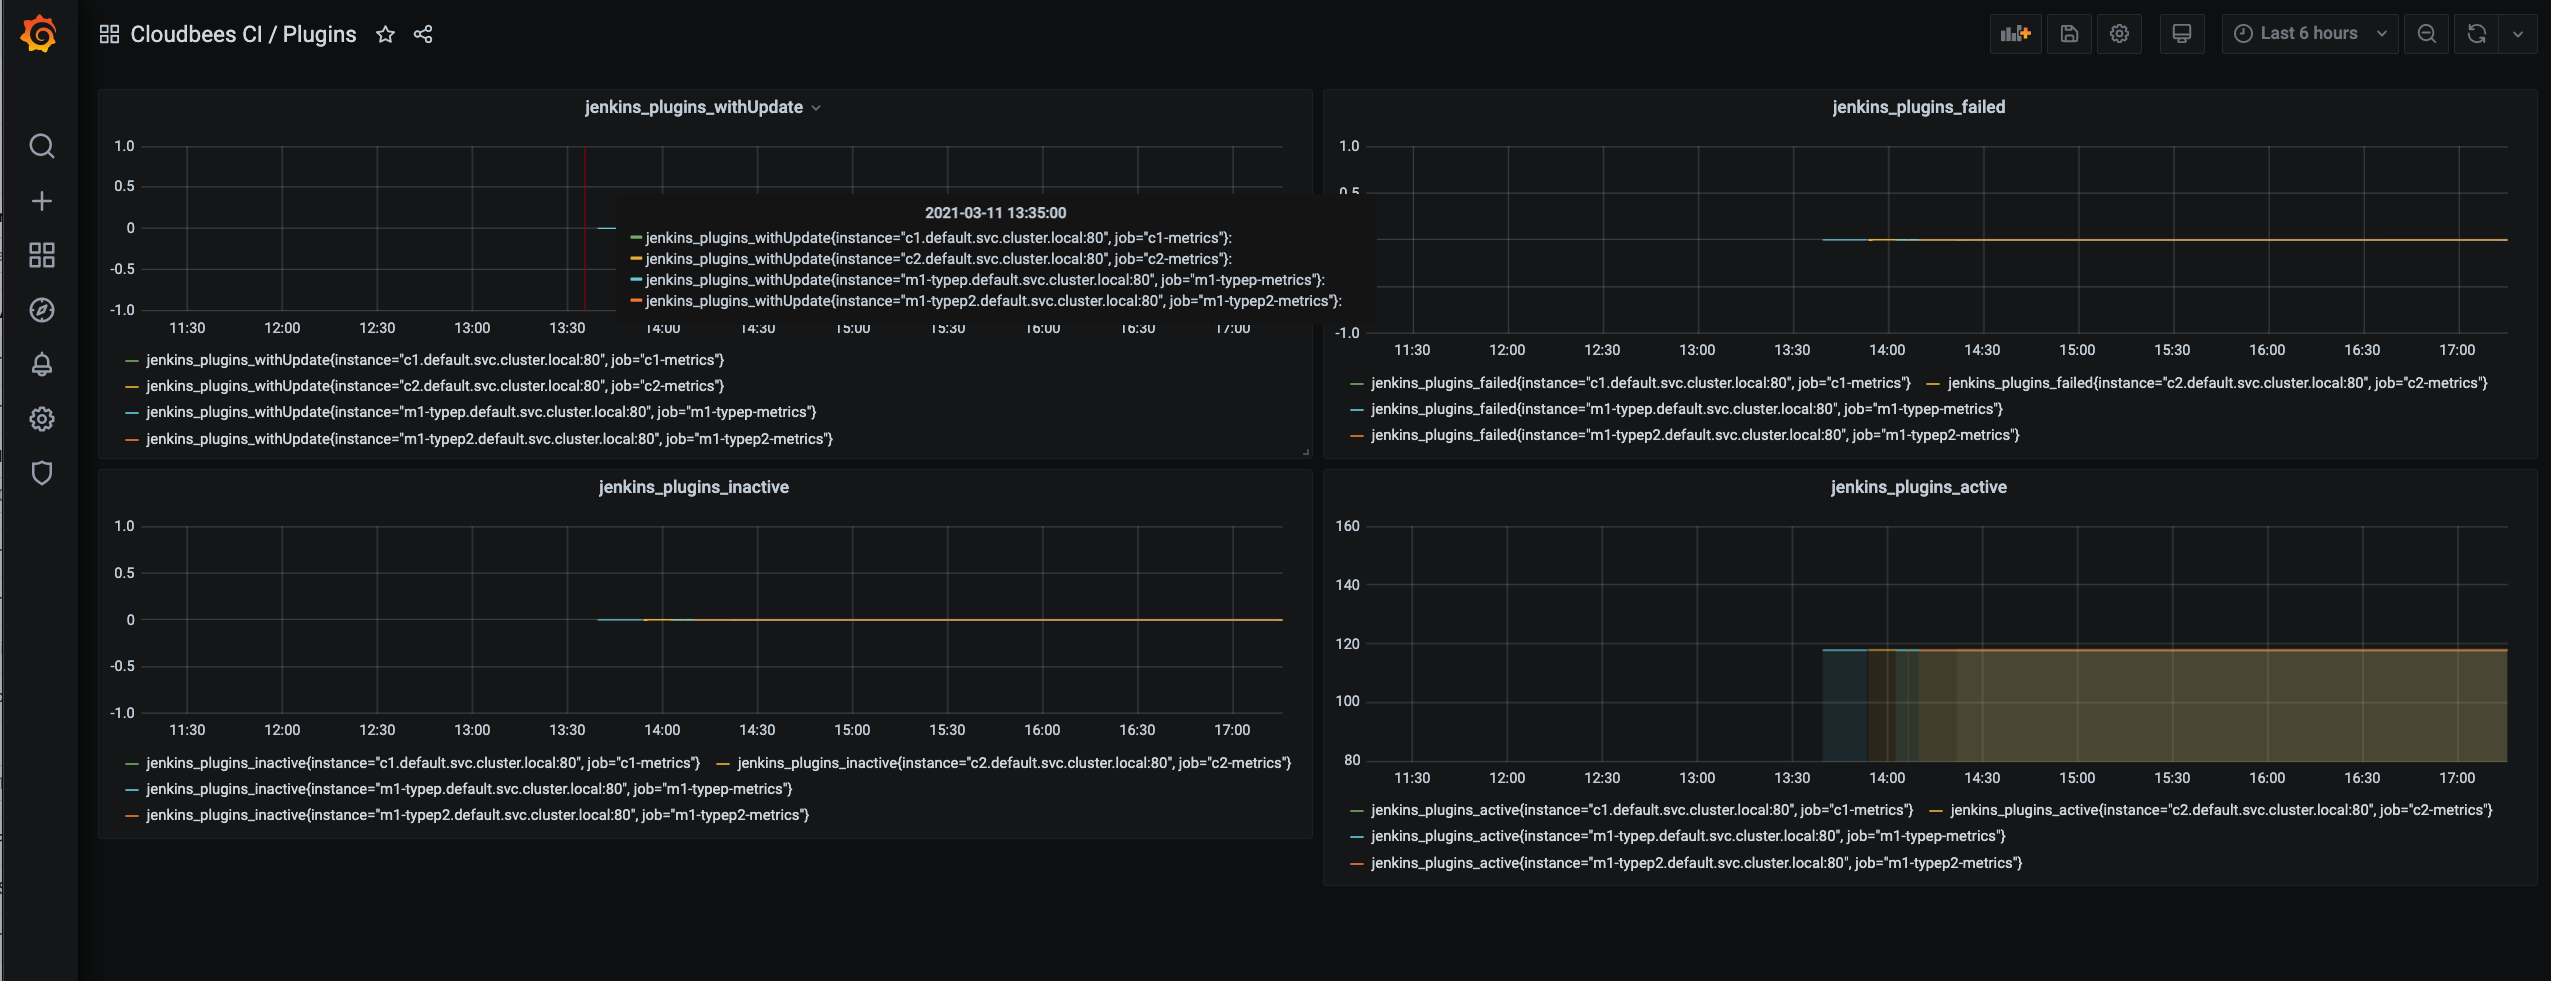 Cloudbees CI / Plugins
Last 6 hours
jenkins_plugins_withUpdate
1.0
0.5
0
-0.5
-1.0
11:30 12:00 12:30 13:00 13:30 14:00 14:30 15:00 15:30 16:00 16:30 17:00
2021-03-11 13:35:00
jenkins_plugins_withUpdate{instance="c1.default.svc.cluster.local:80", job="c1-metrics"}:
jenkins_plugins_withUpdate{instance="c2.default.svc.cluster.local:80", job="c2-metrics"}:
jenkins_plugins_withUpdate{instance="m1-typep.default.svc.cluster.local:80", job="m1-typep-metrics"}:
jenkins_plugins_withUpdate{instance="m1-typep2.default.svc.cluster.local:80", job="m1-typep2-metrics"}:
jenkins_plugins_withUpdate{instance="c1.default.svc.cluster.local:80", job="c1-metrics"}
jenkins_plugins_withUpdate{instance="c2.default.svc.cluster.local:80", job="c2-metrics"}
jenkins_plugins_withUpdate{instance="m1-typep.default.svc.cluster.local:80", job="m1-typep-metrics"}
jenkins_plugins_withUpdate{instance="m1-typep2.default.svc.cluster.local:80", job="m1-typep2-metrics"}
jenkins_plugins_failed
1.0
0.5
-1.0
11:30 12:00 12:30 13:00 13:30 14:00 14:30 15:00 15:30 16:00 16:30 17:00
jenkins_plugins_failed{instance="c1.default.svc.cluster.local:80", job="c1-metrics"} jenkins_plugins_failed{instance="c2.default.svc.cluster.local:80", job="c2-metrics"}
jenkins_plugins_failed{instance="m1-typep.default.svc.cluster.local:80", job="m1-typep-metrics"}
jenkins_plugins_failed{instance="m1-typep2.default.svc.cluster.local:80", job="m1-typep2-metrics"}
jenkins_plugins_inactive
1.0
0.5
0
-0.5
-1.0
11:30 12:00 12:30 13:00 13:30 14:00 14:30 15:00 15:30 16:00 16:30 17:00
jenkins_plugins_inactive{instance="c1.default.svc.cluster.local:80", job="c1-metrics"} jenkins_plugins_inactive{instance="c2.default.svc.cluster.local:80", job="c2-metrics"}
jenkins_plugins_inactive{instance="m1-typep.default.svc.cluster.local:80", job="m1-typep-metrics"}
jenkins_plugins_inactive{instance="m1-typep2.default.svc.cluster.local:80", job="m1-typep2-metrics"}
jenkins_plugins_active
160
140
120
100
80
11:30 12:00 12:30 13:00 13:30 14:00 14:30 15:00 15:30 16:00 16:30 17:00
jenkins_plugins_active{instance="c1.default.svc.cluster.local:80", job="c1-metrics"} jenkins_plugins_active{instance="c2.default.svc.cluster.local:80", job="c2-metrics"}
jenkins_plugins_active{instance="m1-typep.default.svc.cluster.local:80", job="m1-typep-metrics"}
jenkins_plugins_active{instance="m1-typep2.default.svc.cluster.local:80", job="m1-typep2-metrics"}